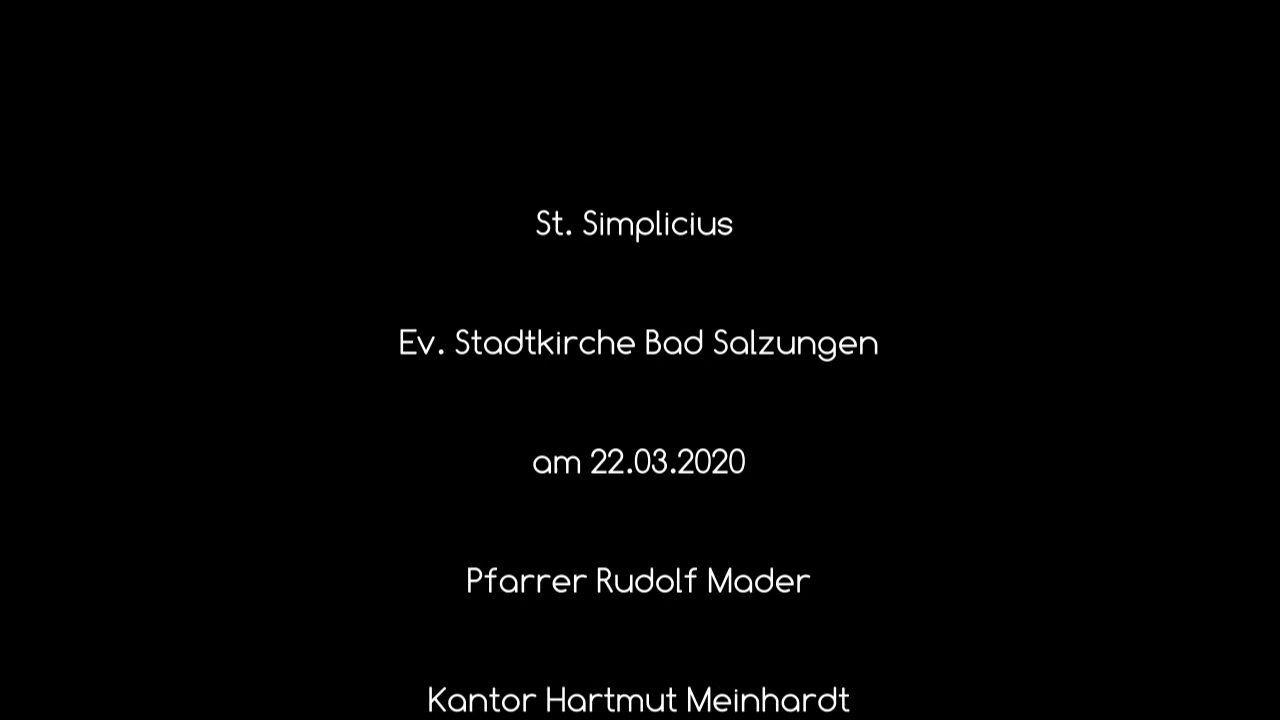 St. Simplicius
Ev. Stadtkirche Bad Salzungen
am 22.03.2020
Pfarrer Rudolf Mader
Kantor Hartmut Meinhardt